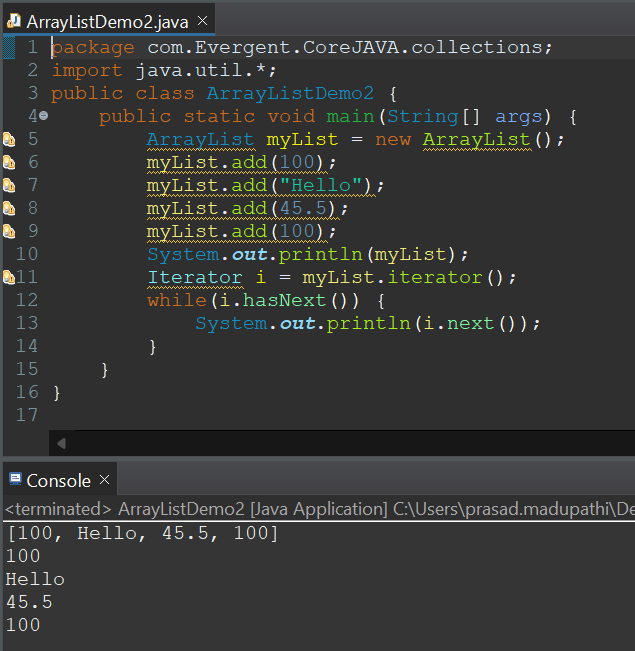 ArrayListDemo2.java
1 package com.Evergent.CoreJAVA.collections;
2 import java.util.*;
3 public class ArrayListDemo2 {
4     public static void main(String[] args) {
5         ArrayList myList = new ArrayList();
6         myList.add(100);
7         myList.add("Hello");
8         myList.add(45.5);
9         myList.add(100);
10         System.out.println(myList);
11         Iterator i = myList.iterator();
12         while(i.hasNext()) {
13             System.out.println(i.next());
14         }
15     }
16 }
17
Console
<terminated> ArrayListDemo2 [Java Application] C:\Users\prasad.madupathi\De
[100, Hello, 45.5, 100]
100
Hello
45.5
100